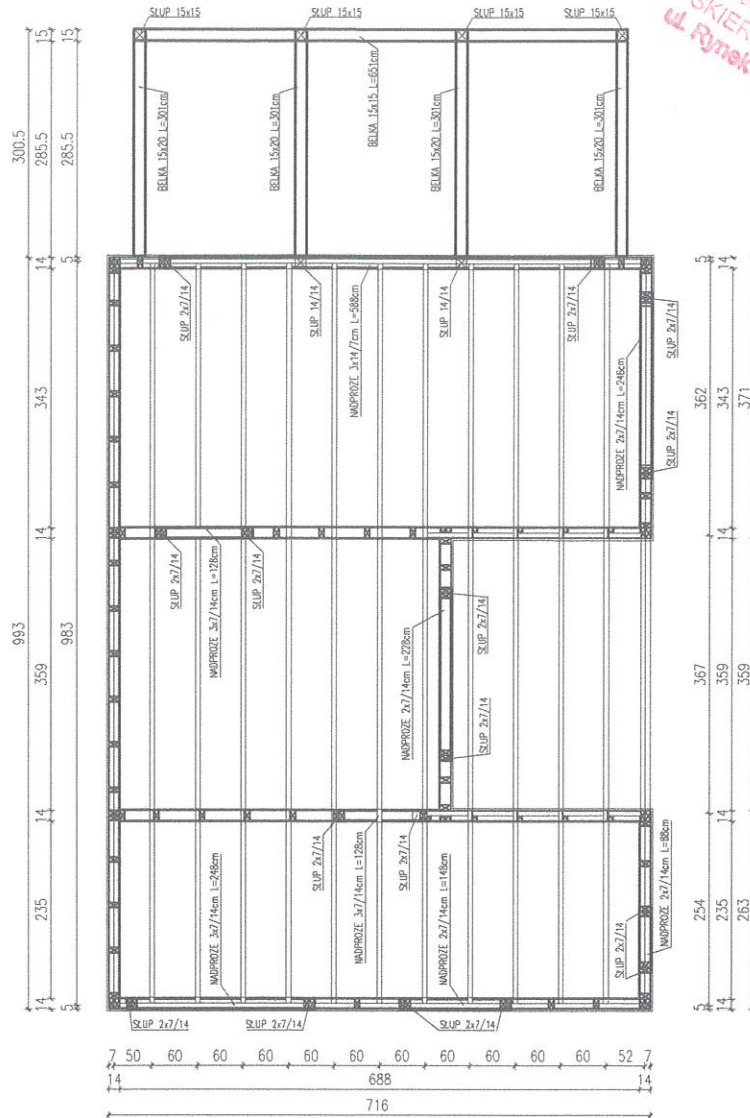 SKIER
ul. Rynek
SŁUP 15x15
SŁUP 15x15
SŁUP 15x15
SŁUP 15x15
BELKA 15x20 L=301cm
BELKA 15x20 L=301cm
BELKA 15x15 L=651cm
BELKA 15x20 L=301cm
BELKA 15x20 L=301cm
15
15
300.5
285.5
285.5
5
14
5
14
SŁUP 2x7/14
SŁUP 14/14
NADPROŻE 3x14/7cm L=588cm
SŁUP 14/14
SŁUP 2x7/14
SŁUP 2x7/14
NADPROŻE 2x7/14cm L=246cm
SŁUP 2x7/14
343
362
343
371
14
14
SŁUP 2x7/14
NADPROŻE 3x7/14cm L=128cm
SŁUP 2x7/14
NADPROŻE 2x7/14cm L=228cm
SŁUP 2x7/14
SŁUP 2x7/14
993
359
983
367
359
359
14
14
235
254
235
263
NADPROŻE 3x7/14cm L=248cm
SŁUP 2x7/14
NADPROŻE 3x7/14cm L=128cm
SŁUP 2x7/14
NADPROŻE 2x7/14cm L=148cm
SŁUP 2x7/14
NADPROŻE 2x7/14cm L=88cm
14
5
5
14
SŁUP 2x7/14
SŁUP 2x7/14
SŁUP 2x7/14
7 50 60 60 60 60 60 60 60 60 60 60 52 7
14 688 14
716